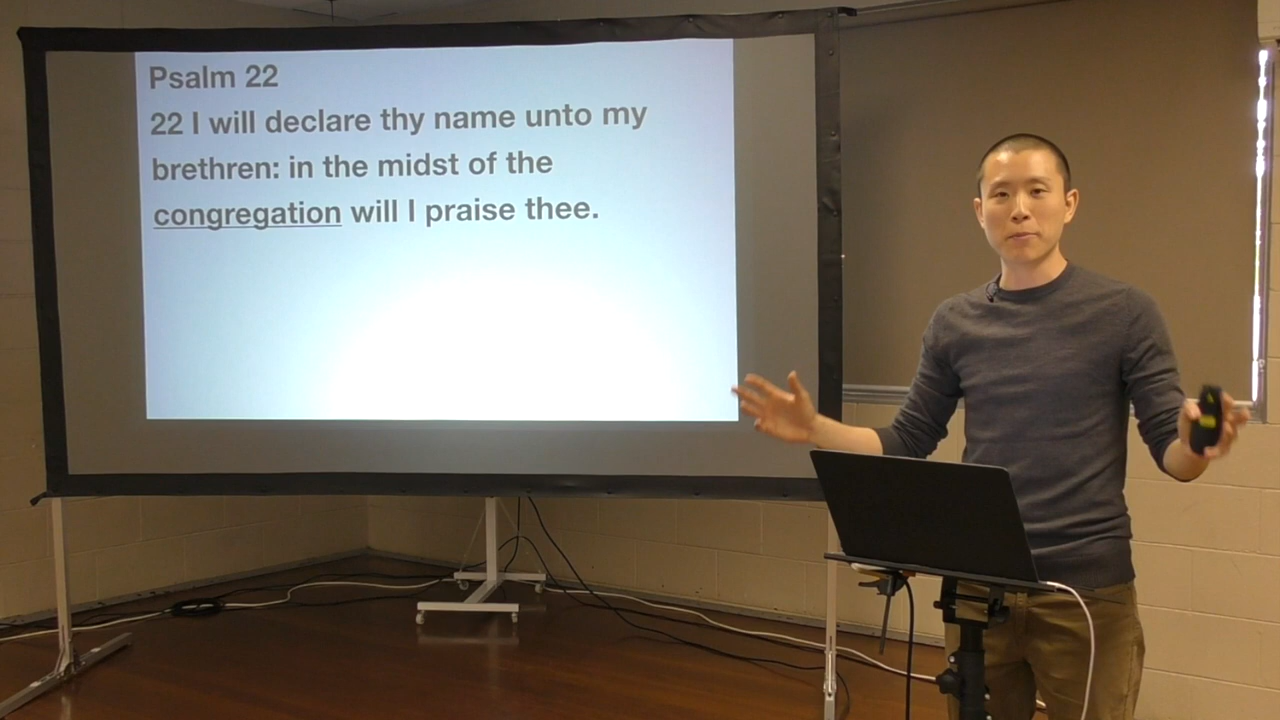 Psalm 22
22 I will declare thy name unto my
brethren: in the midst of the
congregation will I praise thee.